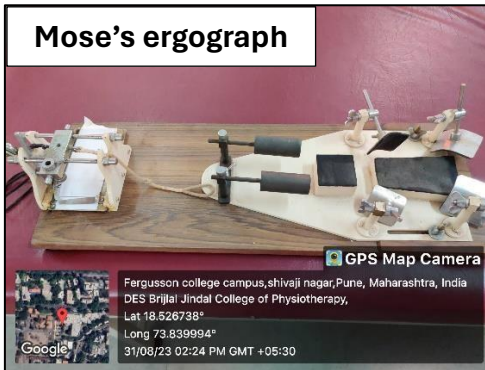 Mose’s ergograph
GPS Map Camera
Fergusson college campus,shivaji nagar,Pune, Maharashtra, India
DES Brijlal Jindal College of Physiotherapy,
Lat 18.526738°
Long 73.839994°
31/08/23 02:24 PM GMT +05:30
Google